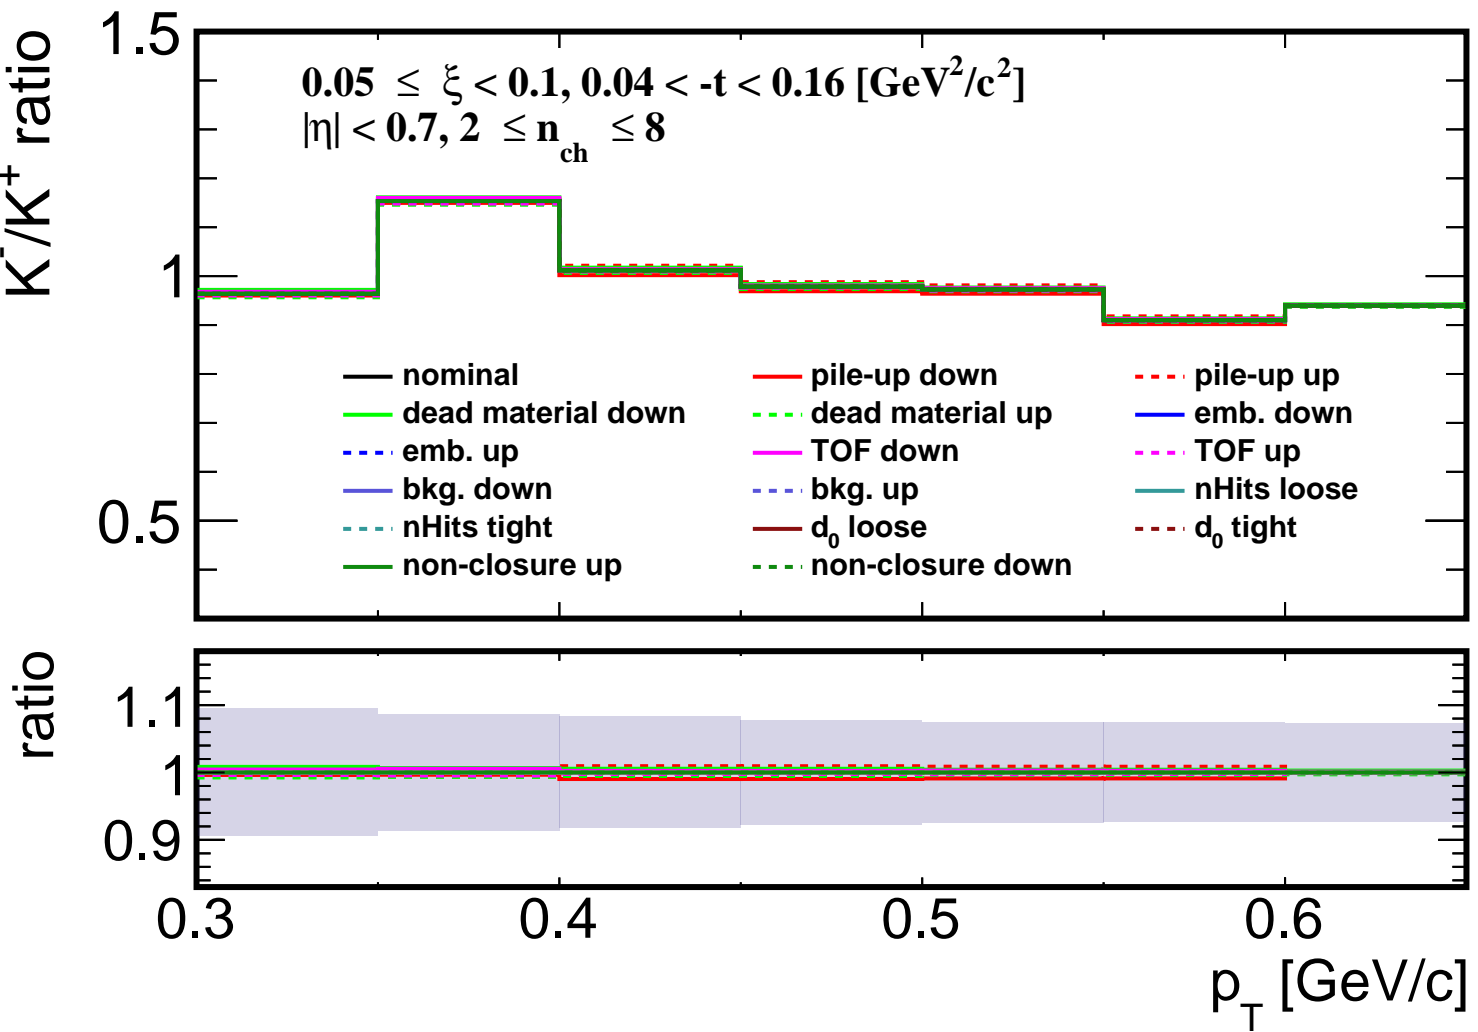 K⁻/K⁺ ratio
1.5
0.05 ≤ ξ < 0.1, 0.04 < -t < 0.16 [GeV²/c²]
|η| < 0.7, 2 ≤ n_ch ≤ 8
1
nominal pile-up down pile-up up
dead material down dead material up emb. down
emb. up TOF down TOF up
bkg. down bkg. up nHits loose
0.5
nHits tight d₀ loose d₀ tight
non-closure up non-closure down
ratio
1.1
1
0.9
0.3 0.4 0.5 0.6
p_T [GeV/c]